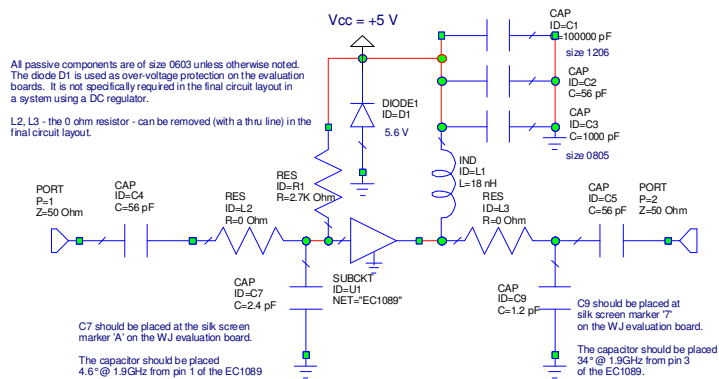 Vcc = +5 V
CAP
ID=C1
C=100000 pF
size 1206
All passive components are of size 0603 unless otherwise noted.
The diode D1 is used as over-voltage protection on the evaluation
boards. It is not specifically required in the final circuit layout in
a system using a DC regulator.
L2, L3 - the 0 ohm resistor - can be removed (with a thru line) in the
final circuit layout.
CAP
ID=C2
C=56 pF
DIODE1
ID=D1
5.6 V
CAP
ID=C3
C=1000 pF
size 0805
IND
ID=L1
L=18 nH
RES
ID=R1
R=2.7K Ohm
PORT
P=1
Z=50 Ohm
CAP
ID=C4
C=56 pF
RES
ID=L2
R=0 Ohm
RES
ID=L3
R=0 Ohm
CAP
ID=C5
C=56 pF
PORT
P=2
Z=50 Ohm
CAP
ID=C7
C=2.4 pF
SUBCKT
ID=U1
NET="EC1089"
CAP
ID=C9
C=1.2 pF
C7 should be placed at the silk screen
marker 'A' on the WJ evaluation board.
The capacitor should be placed
4.6° @ 1.9GHz from pin 1 of the EC1089
C9 should be placed at
silk screen marker '7'
on the WJ evaluation board.
The capacitor should be placed
34° @ 1.9GHz from pin 3
of the EC1089.